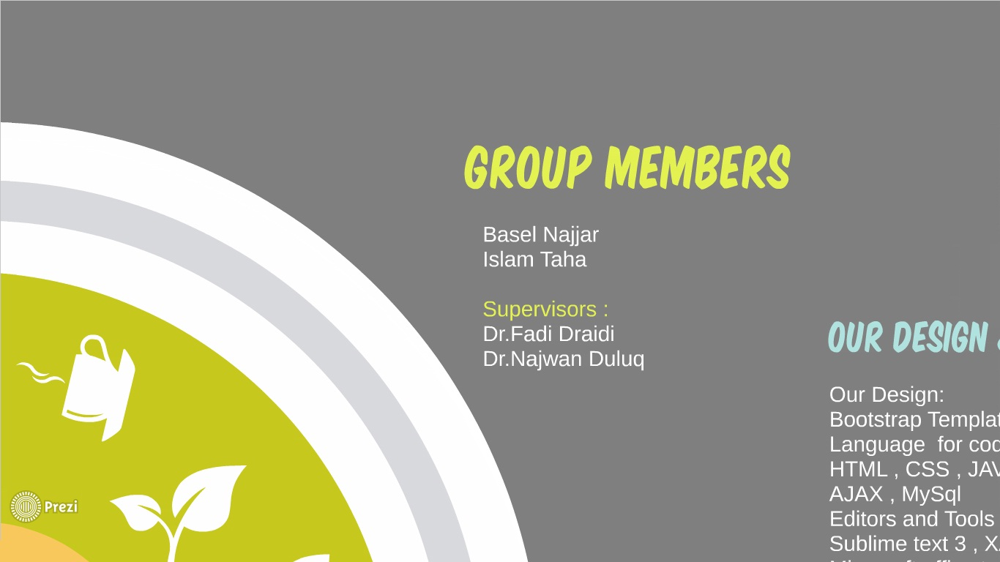 GROUP MEMBERS
Basel Najjar
Islam Taha
Supervisors :
Dr.Fadi Draidi
Dr.Najwan Duluq
OUR DESIGN
Our Design:
Bootstrap
Language  for
HTML , CSS ,
AJAX , MySql
Editors and Tools
Sublime text 3 ,
Prezi